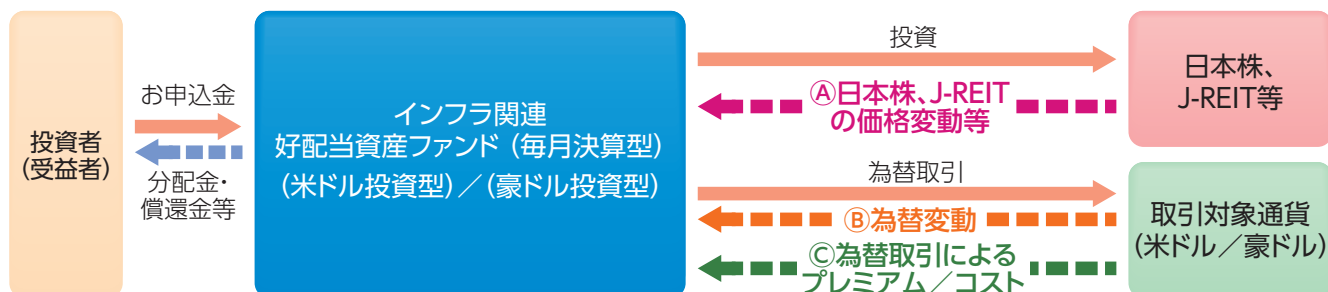 投資者
(受益者)
お申込金
分配金・
償還金等
インフラ関連
好配当資産ファンド（毎月決算型）
（米ドル投資型）／（豪ドル投資型）
投資
Ⓐ日本株、J-REIT
の価格変動等
日本株、
J-REIT等
為替取引
Ⓑ為替変動
Ⓒ為替取引による
プレミアム／コスト
取引対象通貨
(米ドル／豪ドル)